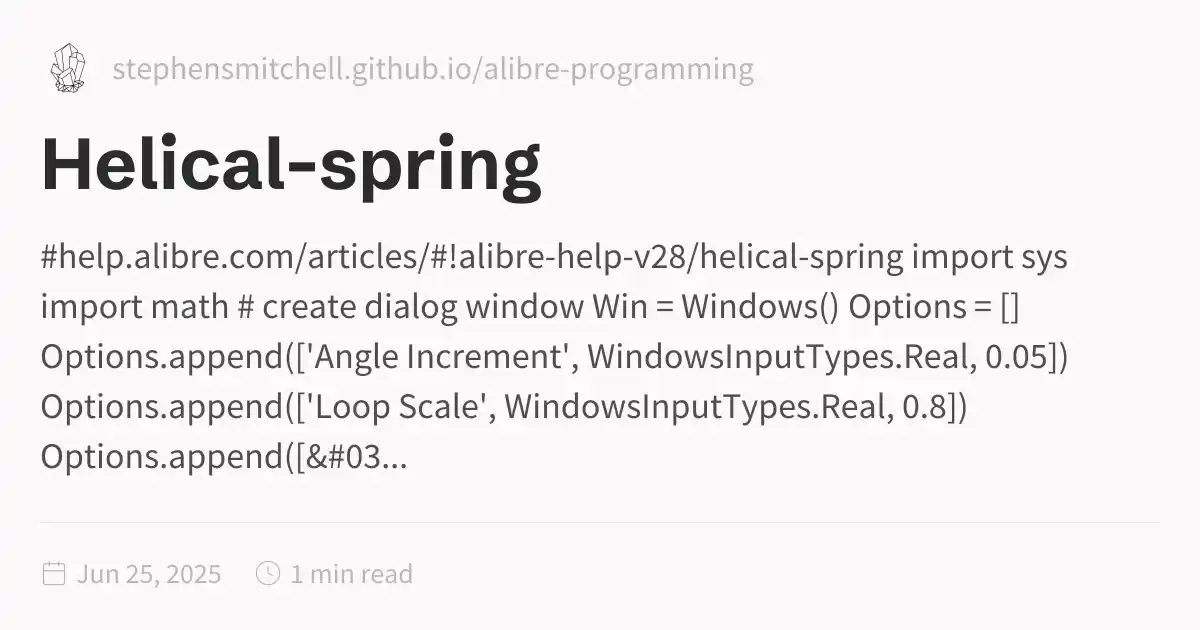 stephensmitchell.github.io/alibre-programming
Helical-spring
#help.alibre.com/articles/#!alibre-help-v28/helical-spring import sys
import math # create dialog window Win = Windows() Options = []
Options.append(['Angle Increment', WindowsInputTypes.Real, 0.05])
Options.append(['Loop Scale', WindowsInputTypes.Real, 0.8])
Options.append([&#03...
Jun 25, 2025 1 min read